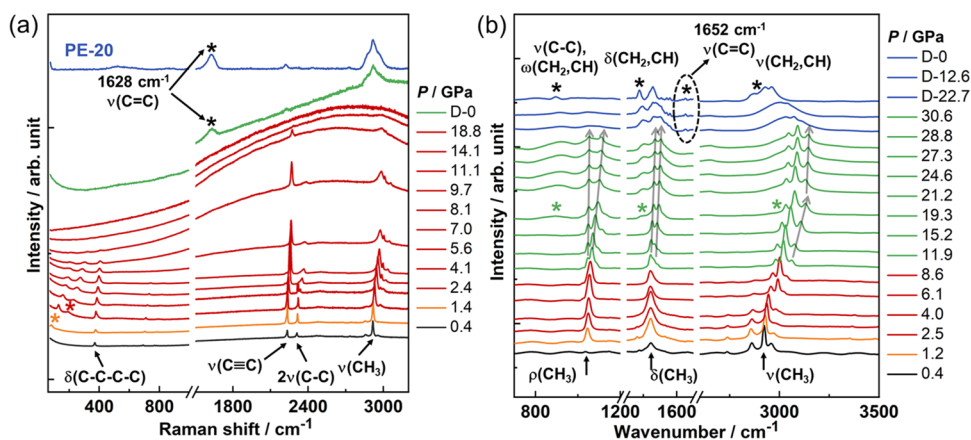 (a)
PE-20
1628 cm⁻¹
ν(C=C)
*
*
P / GPa
D-0
18.8
14.1
11.1
9.7
8.1
7.0
5.6
4.1
2.4
1.4
0.4
*
*
δ(C-C-C-C)
ν(C≡C)
2ν(C-C)
ν(CH₃)
Intensity / arb. unit
400
800
1800
2400
3000
Raman shift / cm⁻¹
(b)
1652 cm⁻¹
ν(C=C)
ν(C-C),
ω(CH₂,CH)
δ(CH₂,CH)
ν(CH₂,CH)
*
*
*
*
P / GPa
D-0
D-12.6
D-22.7
30.6
28.8
27.3
24.6
21.2
19.3
15.2
11.9
8.6
6.1
4.0
2.5
1.2
0.4
*
*
*
ρ(CH₃)
δ(CH₃)
ν(CH₃)
Intensity / arb. unit
800
1200
1600
3000
3500
Wavenumber / cm⁻¹